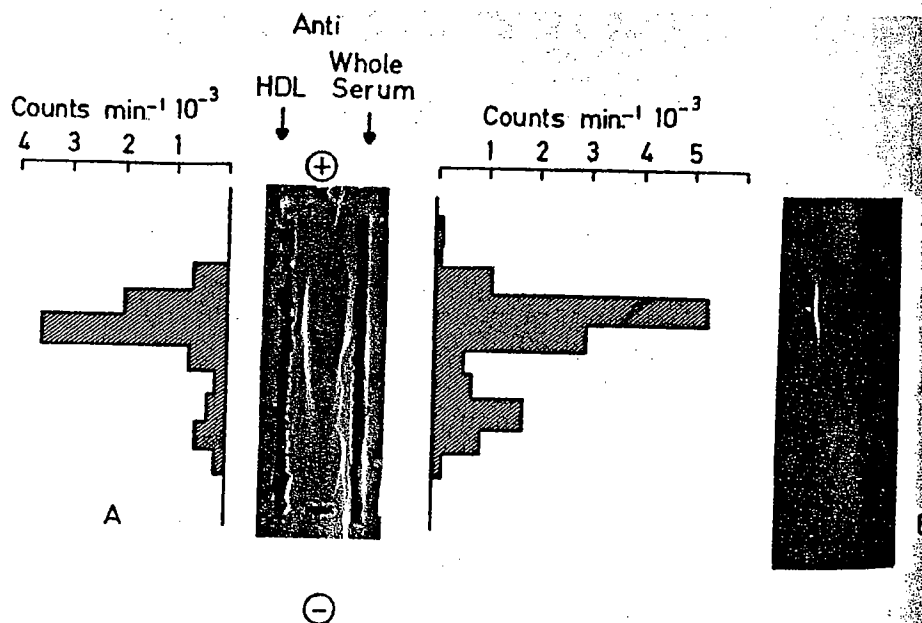 Anti
HDL
Whole
Serum
Counts min.⁻¹ 10⁻³
4 3 2 1
Counts min.⁻¹ 10⁻³
1 2 3 4 5
+
A
−